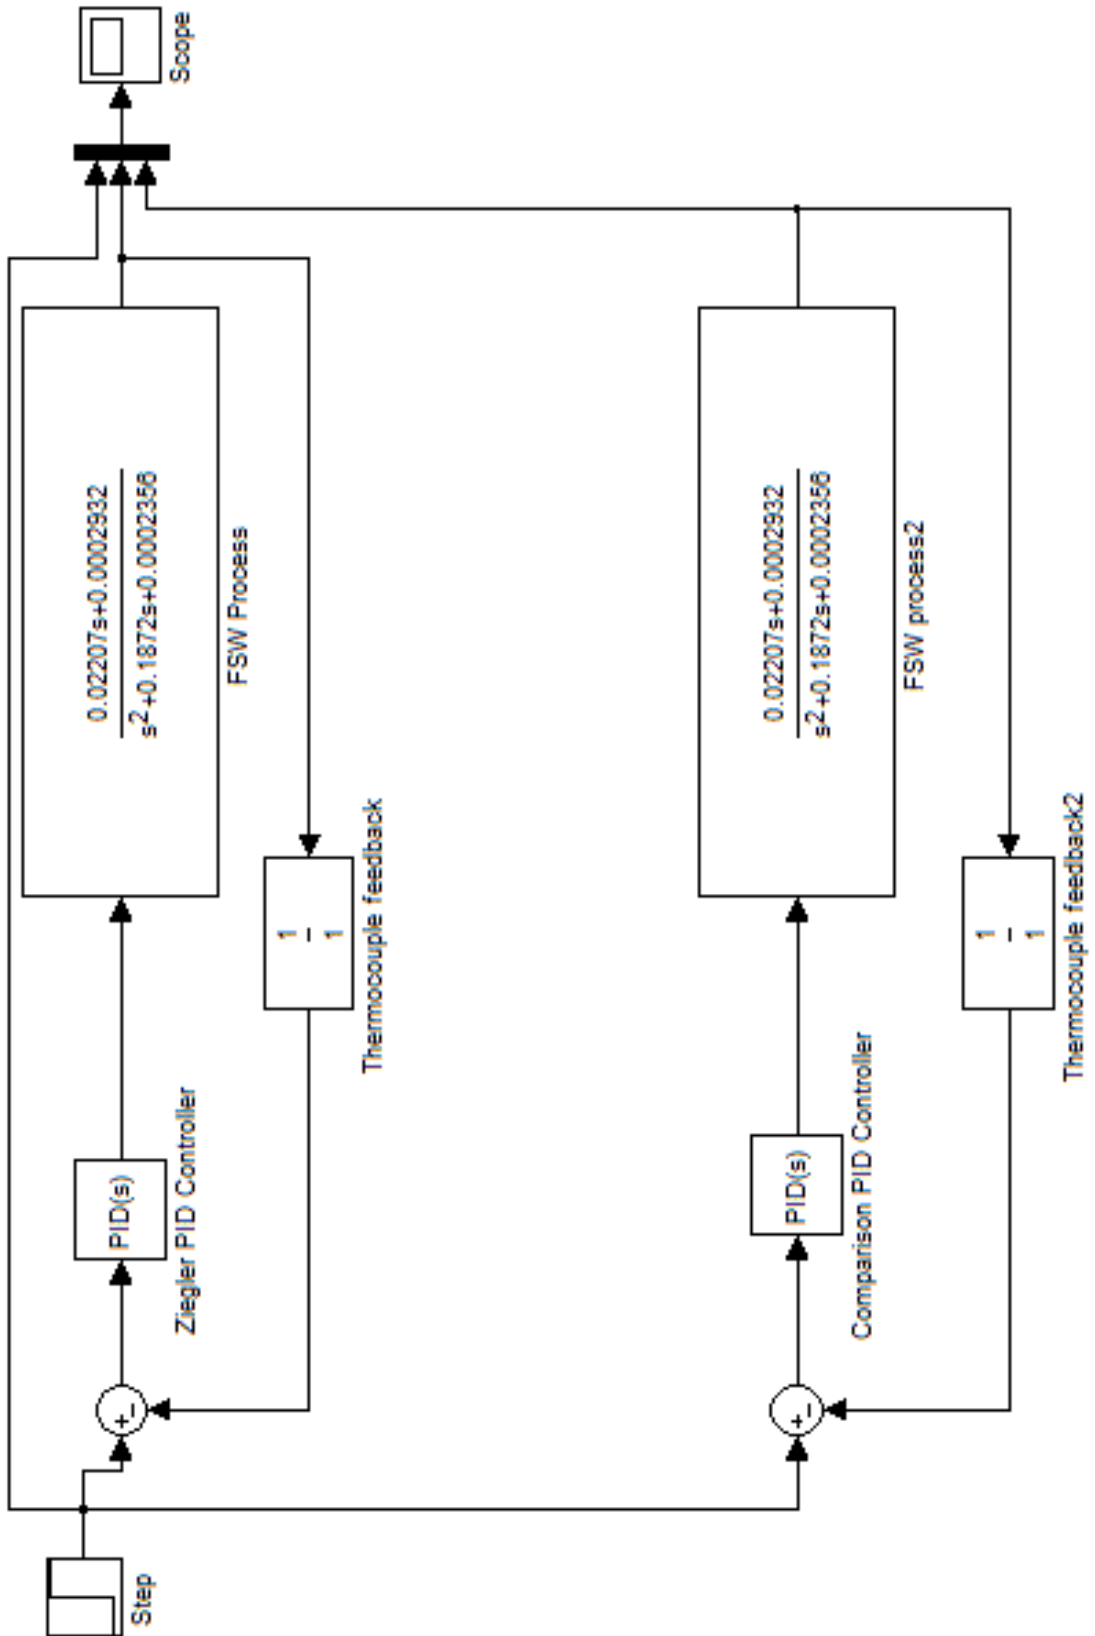 Step
+
-
PID(s)
Ziegler PID Controller
0.02207s+0.0002932
s2+0.1872s+0.0002356
FSW Process
1
1
Thermocouple feedback
Scope
+
-
PID(s)
Comparison PID Controller
0.02207s+0.0002932
s2+0.1872s+0.0002356
FSW process2
1
1
Thermocouple feedback2